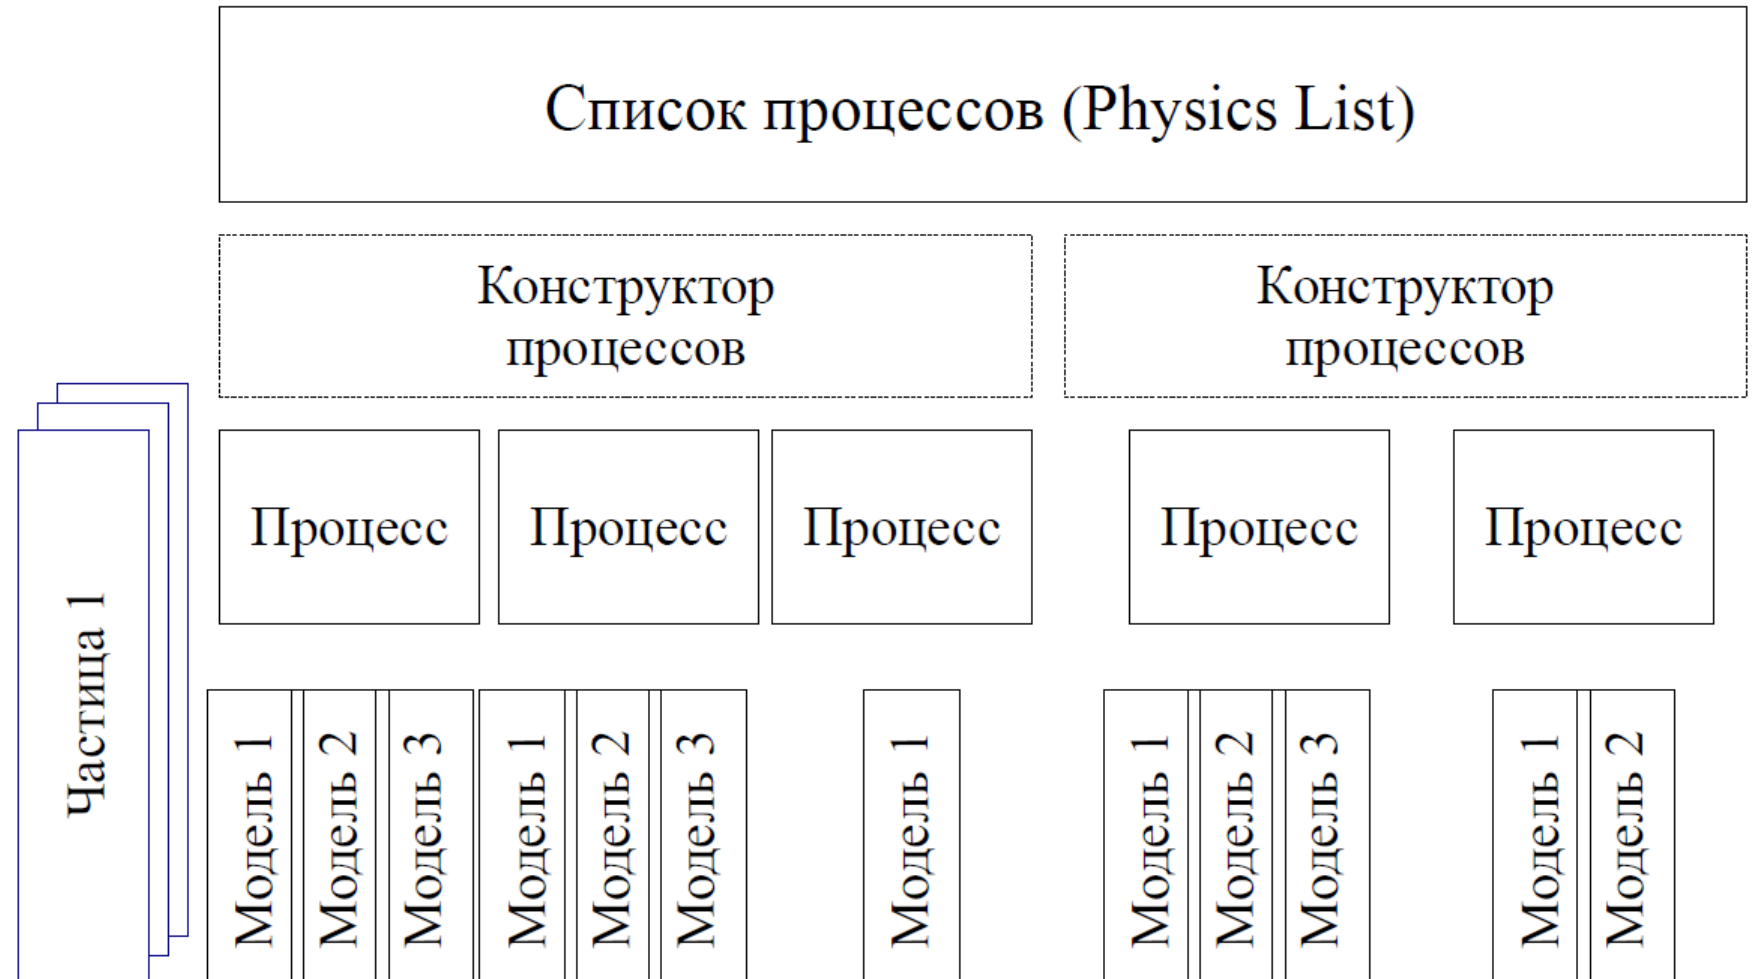 Список процессов (Physics List)
Конструктор
процессов
Конструктор
процессов
Процесс
Процесс
Процесс
Процесс
Процесс
Частица 1
Модель 1
Модель 2
Модель 3
Модель 1
Модель 2
Модель 3
Модель 1
Модель 1
Модель 2
Модель 3
Модель 1
Модель 2